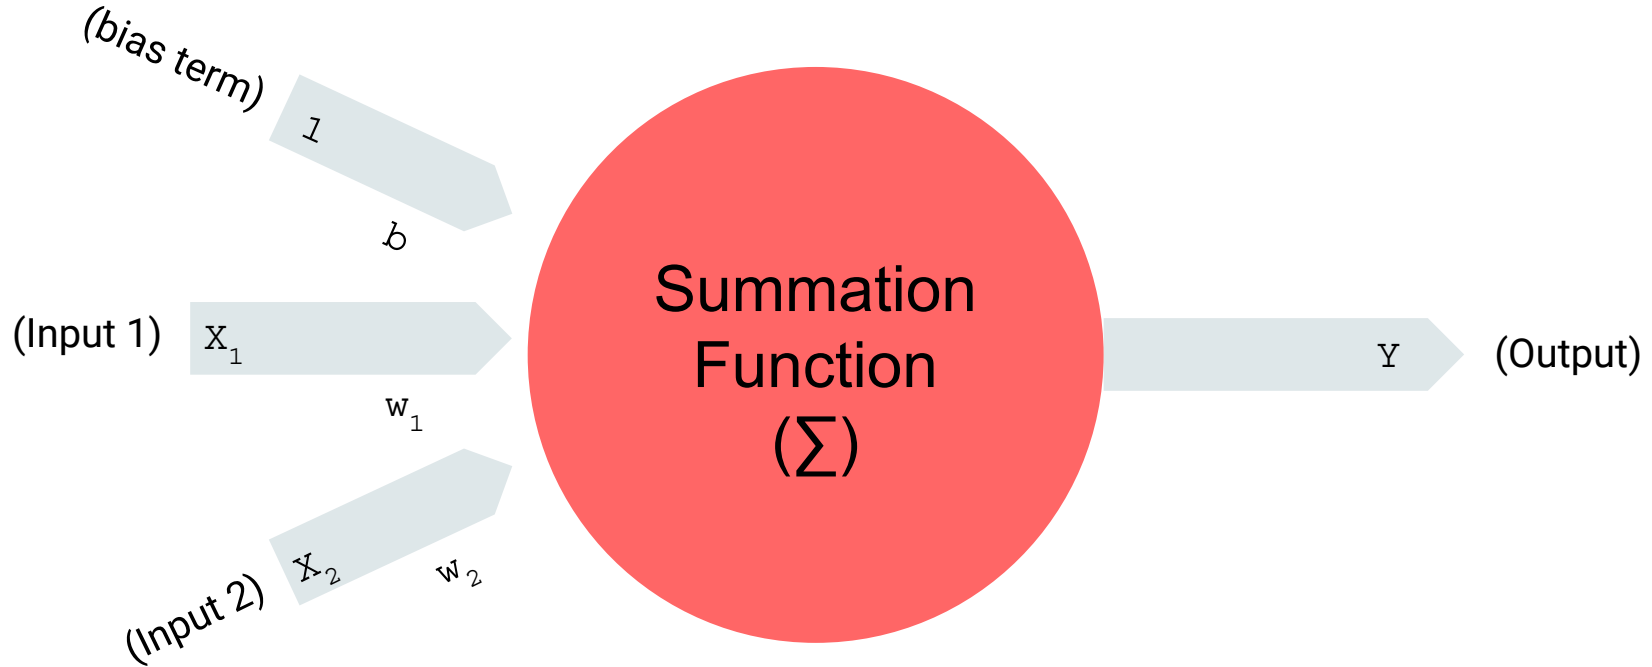 (bias term)
1
b
(Input 1)
X₁
w₁
(Input 2)
X₂
w₂
Summation
Function
(∑)
Y
(Output)